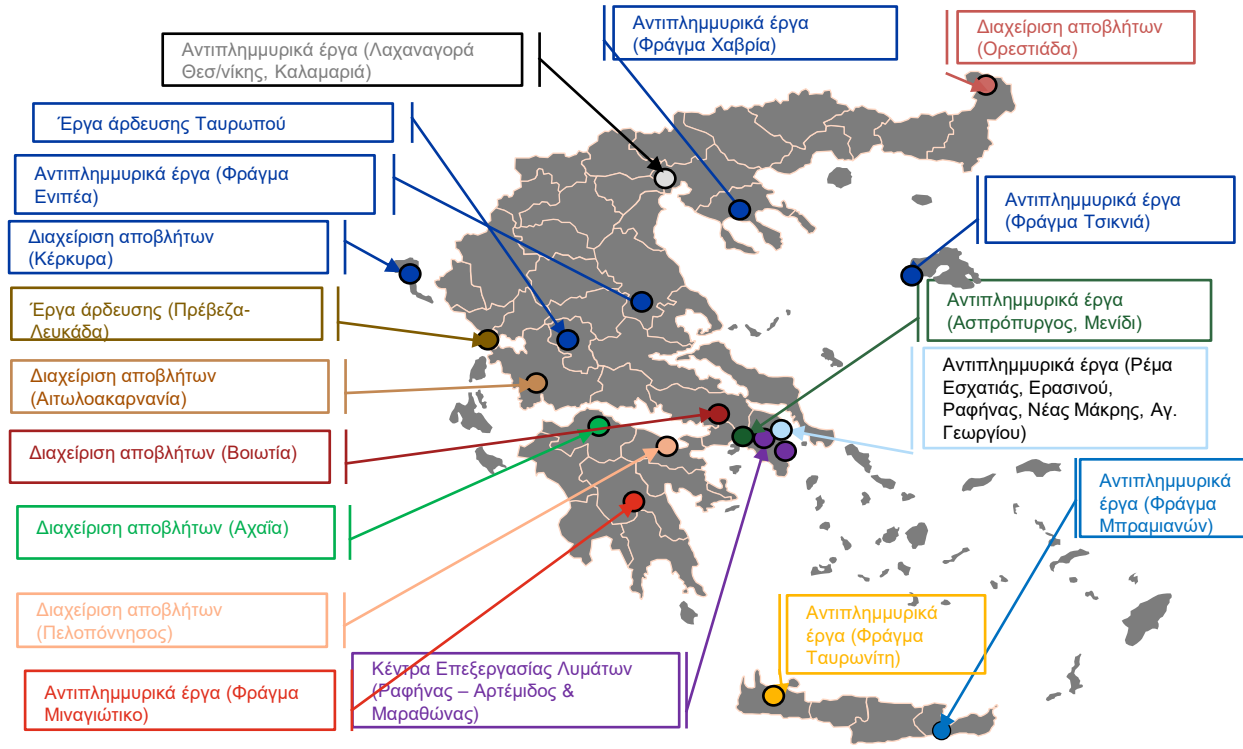 Αντιπλημμυρικά έργα (Λαχαναγορά
Θεσ/νίκης, Καλαμαριά)
Αντιπλημμυρικά έργα
(Φράγμα Χαβρία)
Διαχείριση αποβλήτων
(Ορεστιάδα)
Έργα άρδευσης Ταυρωπού
Αντιπλημμυρικά έργα (Φράγμα
Ενιπέα)
Διαχείριση αποβλήτων
(Κέρκυρα)
Έργα άρδευσης (Πρέβεζα-
Λευκάδα)
Διαχείριση αποβλήτων
(Αιτωλοακαρνανία)
Διαχείριση αποβλήτων (Βοιωτία)
Διαχείριση αποβλήτων (Αχαΐα)
Διαχείριση αποβλήτων
(Πελοπόννησος)
Αντιπλημμυρικά έργα (Φράγμα
Μιναγιώτικο)
Κέντρα Επεξεργασίας Λυμάτων
(Ραφήνας – Αρτέμιδος &
Μαραθώνας)
Αντιπλημμυρικά έργα
(Φράγμα Τσικνιά)
Αντιπλημμυρικά έργα
(Ασπρόπυργος, Μενίδι)
Αντιπλημμυρικά έργα (Ρέμα
Εσχατιάς, Ερασινού,
Ραφήνας, Νέας Μάκρης, Αγ.
Γεωργίου)
Αντιπλημμυρικά
έργα (Φράγμα
Μπραμιανών)
Αντιπλημμυρικά
έργα (Φράγμα
Ταυρωνίτη)